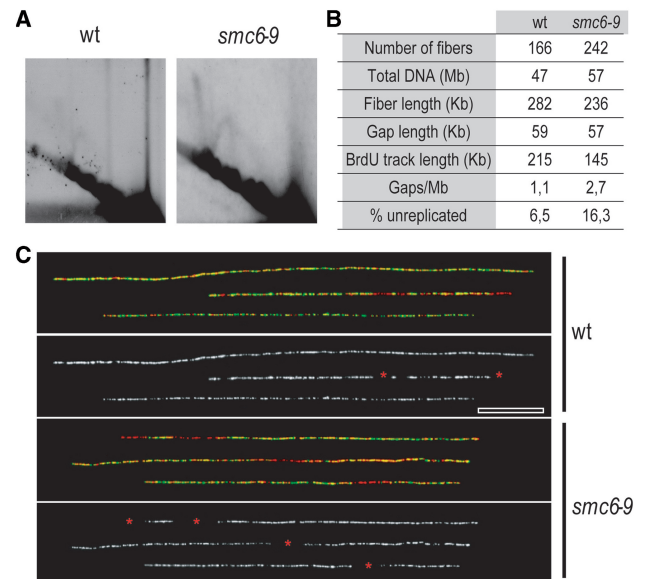 A
wt
smc6-9
B
wt smc6-9
Number of fibers 166 242
Total DNA (Mb) 47 57
Fiber length (Kb) 282 236
Gap length (Kb) 59 57
BrdU track length (Kb) 215 145
Gaps/Mb 1,1 2,7
% unreplicated 6,5 16,3
C
* *
wt
* *
*
*
smc6-9